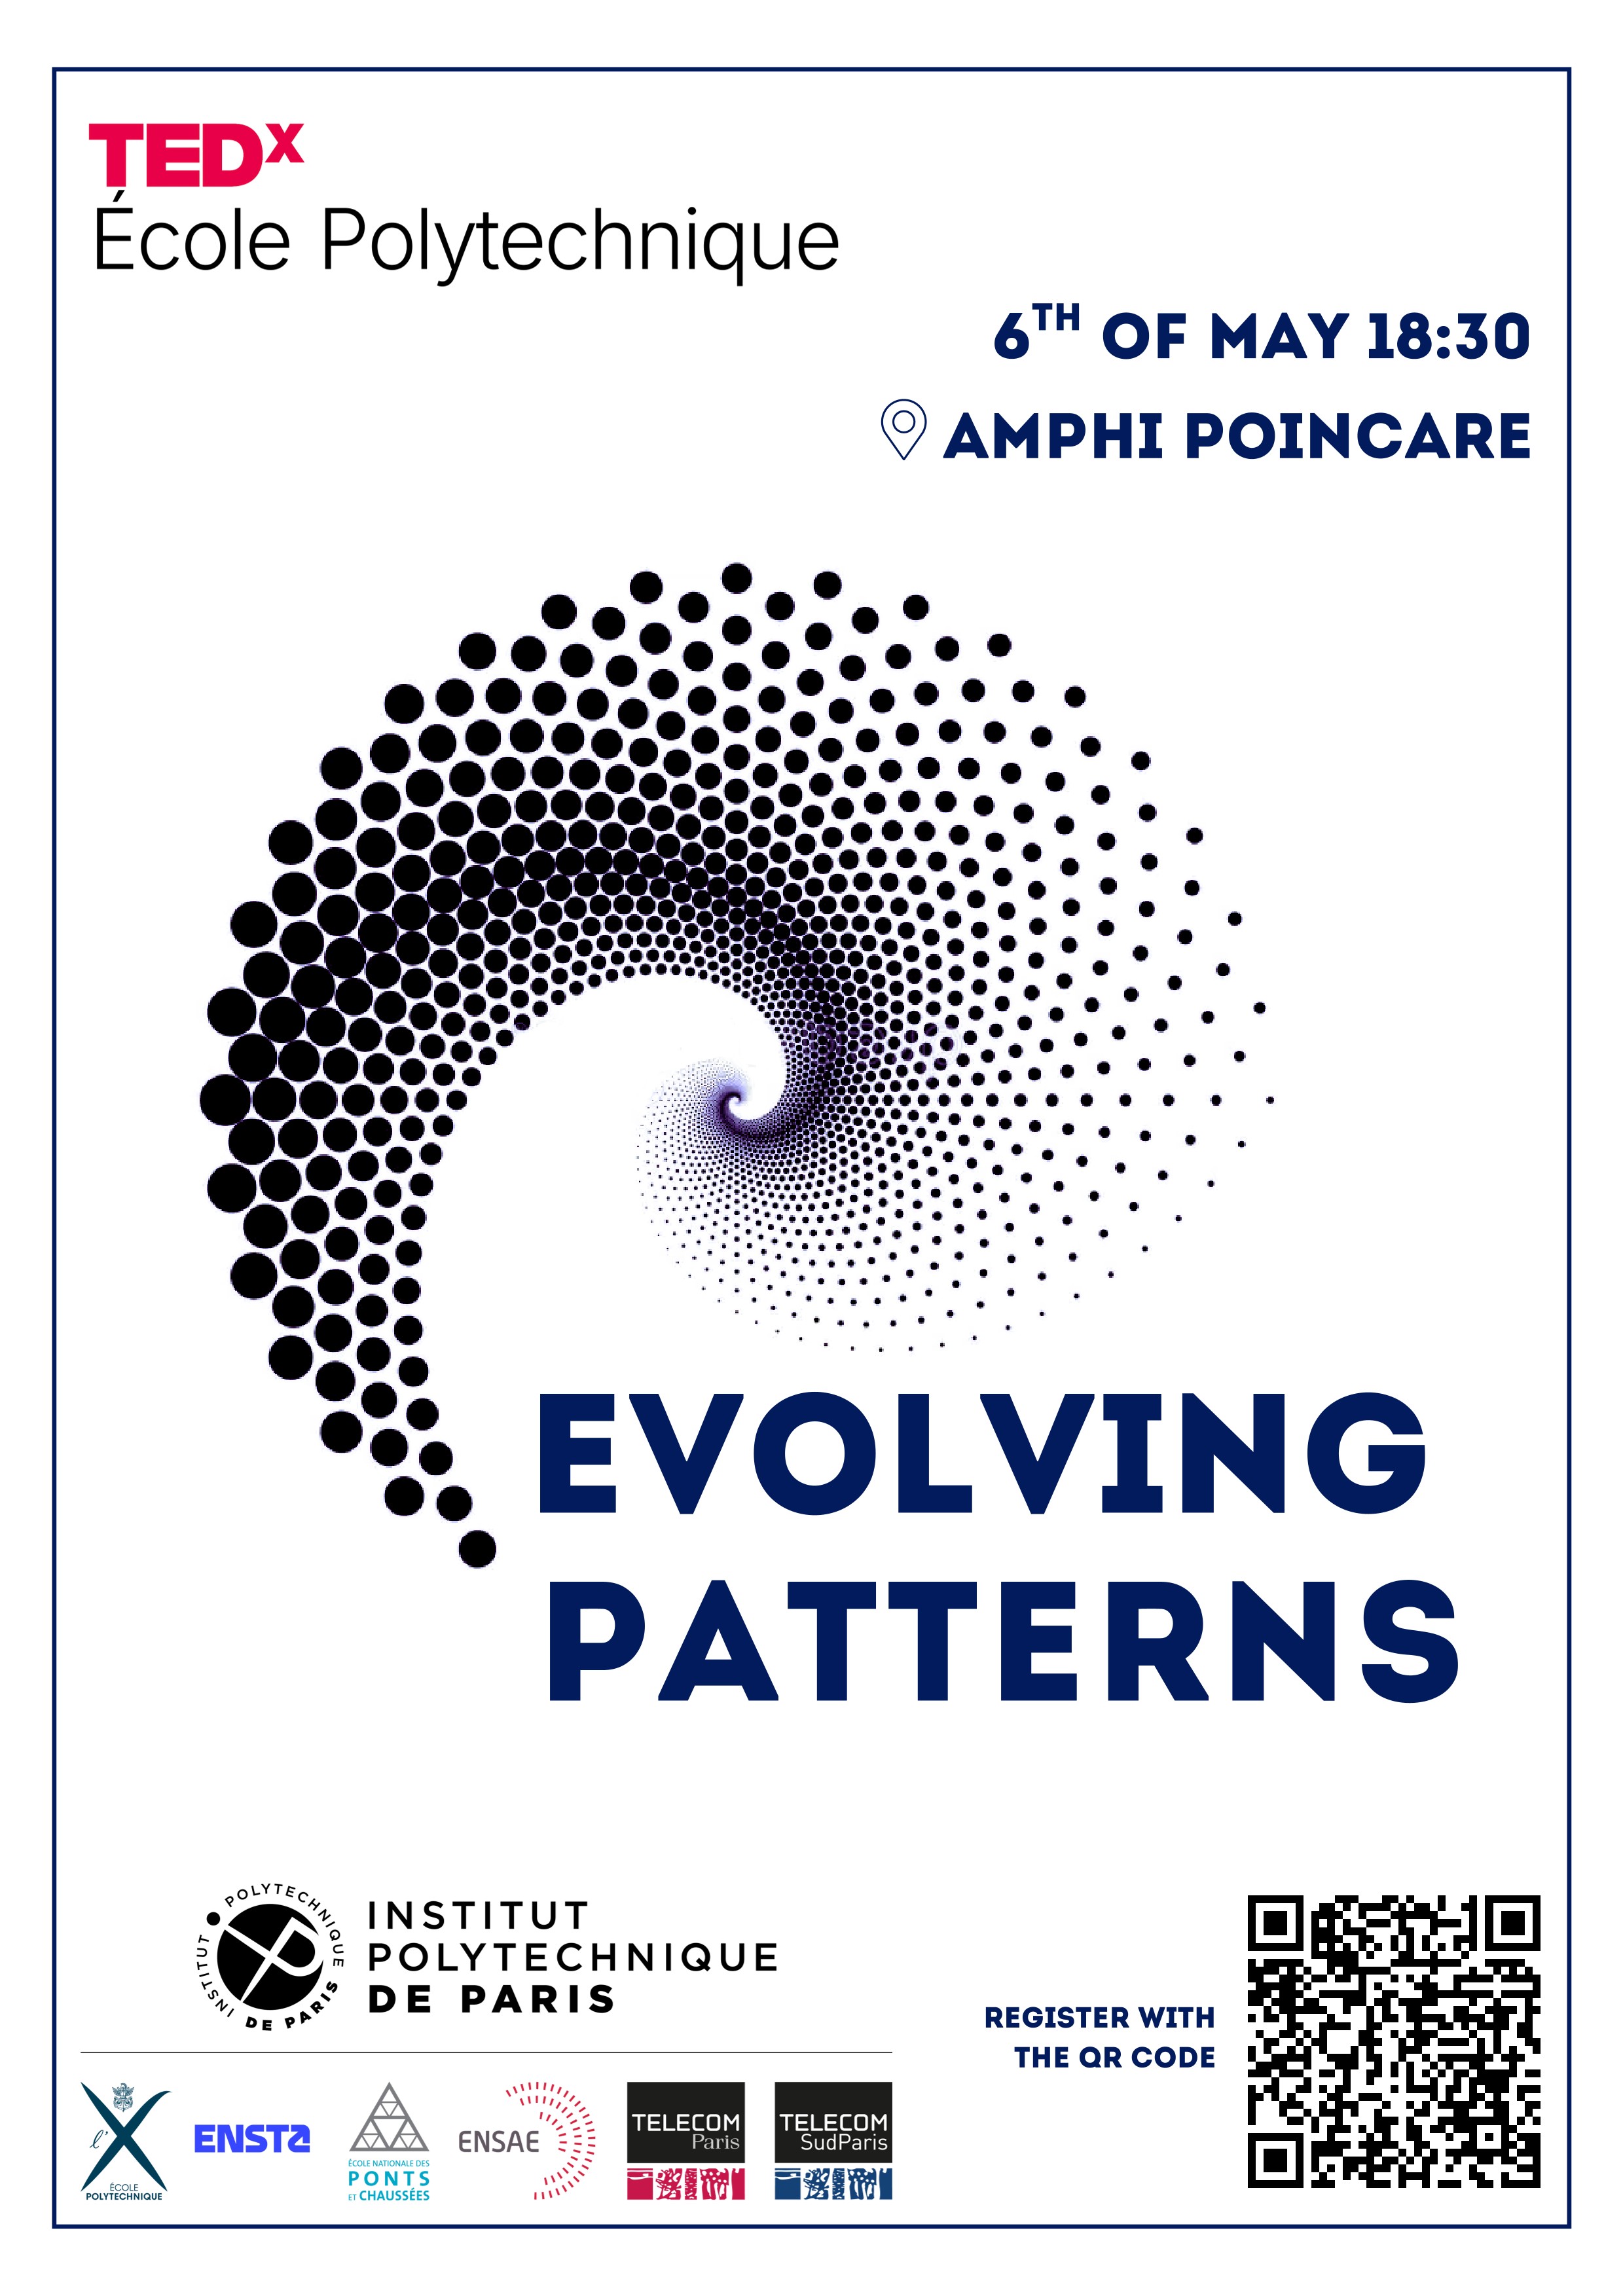 TEDx
École Polytechnique
6TH OF MAY 18:30
AMPHI POINCARE
EVOLVING
PATTERNS
INSTITUT POLYTECHNIQUE DE PARIS
INSTITUT
POLYTECHNIQUE
DE PARIS
REGISTER WITH
THE QR CODE
l'X
ÉCOLE
POLYTECHNIQUE
ENSTA
ÉCOLE NATIONALE DES
PONTS
ET CHAUSSÉES
ENSAE
TELECOM
Paris
TELECOM
SudParis